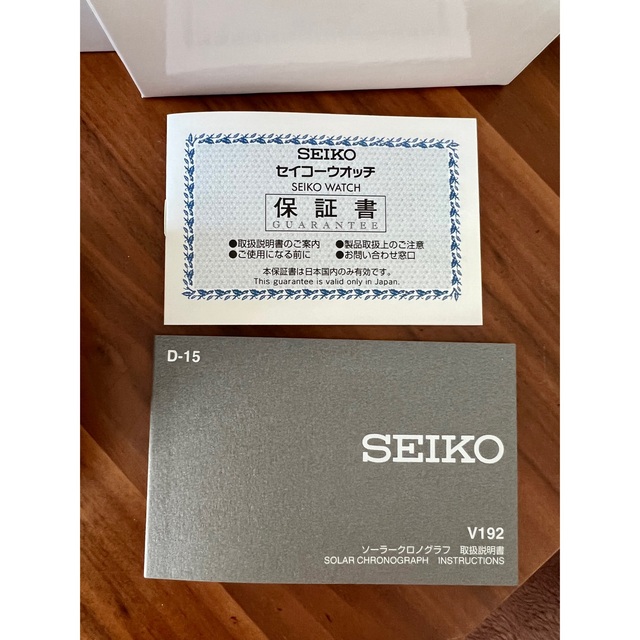 SEIKO
セイコーウオッチ
SEIKO WATCH
保証書
GUARANTEE
●取扱説明書のご案内 ●製品取扱上のご注意
●ご使用になる前に ●お問い合わせ窓口
本保証書は日本国内のみ有効です。
This guarantee is valid only in Japan.
D-15
SEIKO
V192
ソーラークロノグラフ 取扱説明書
SOLAR CHRONOGRAPH INSTRUCTIONS